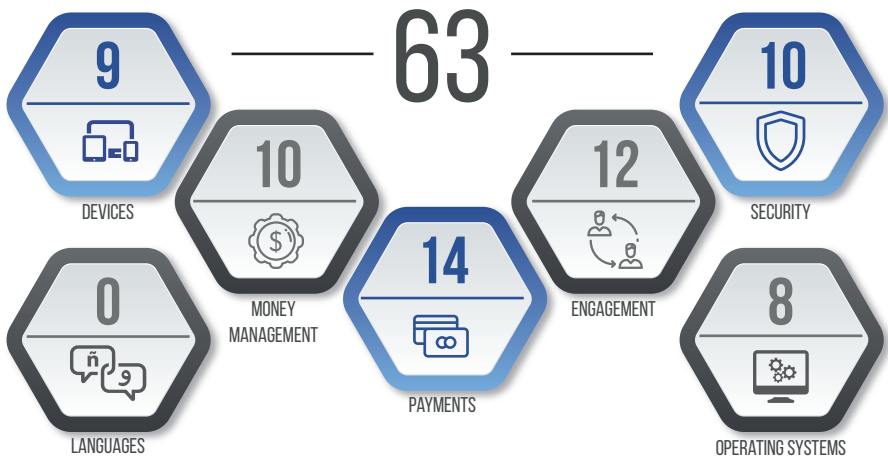 63
9
DEVICES
10
MONEY
MANAGEMENT
14
PAYMENTS
12
ENGAGEMENT
10
SECURITY
0
ñ
و
LANGUAGES
8
OPERATING SYSTEMS